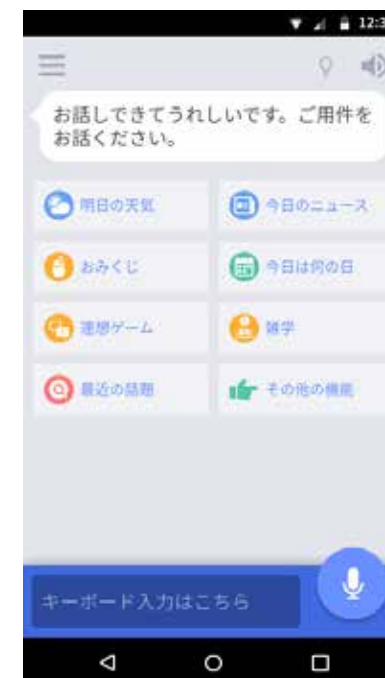 12:3
お話しできてうれしいです。ご用件を
お話ください。
明日の天気
今日のニュース
おみくじ
今日は何の日
連想ゲーム
雑学
最近の話題
その他の機能
キーボード入力はこちら